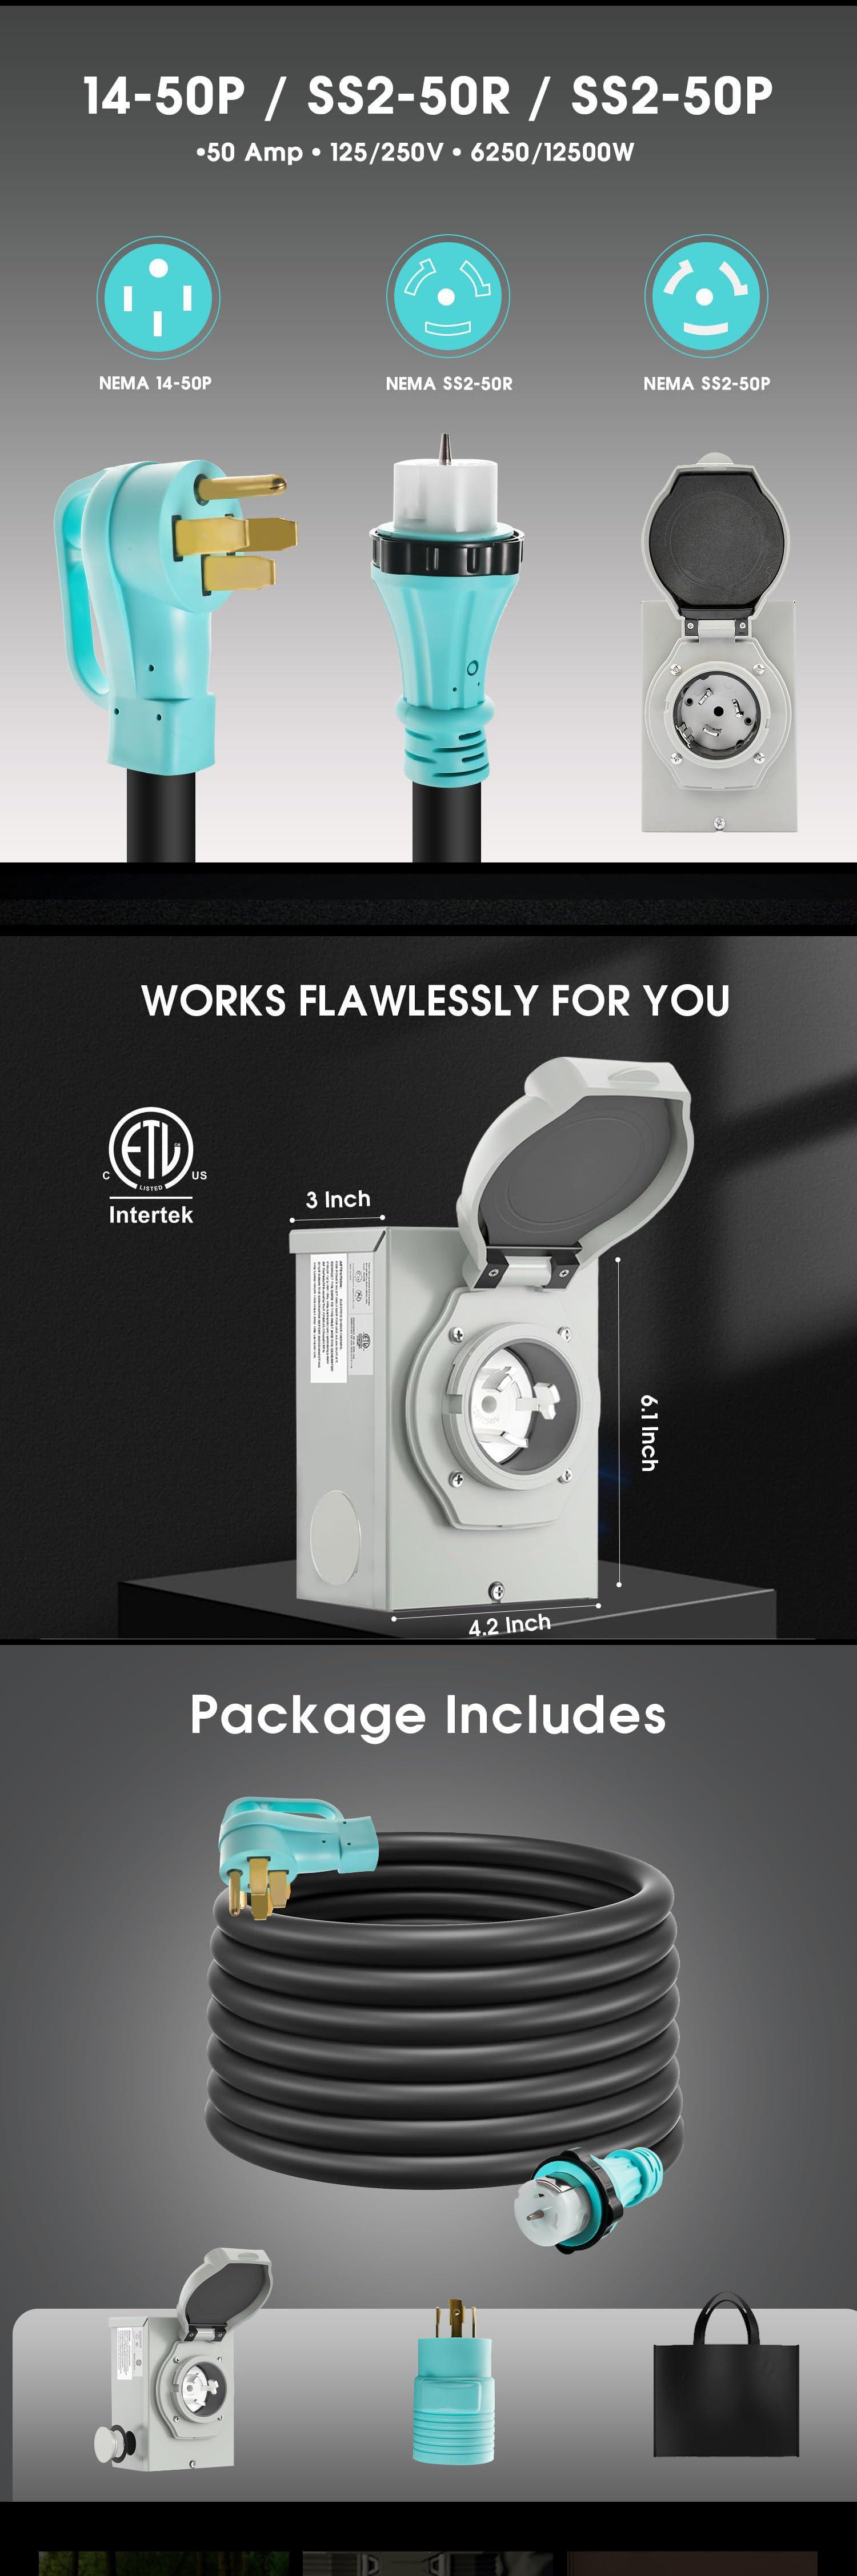 14-50P / SS2-50R / SS2-50P
•50 Amp • 125/250V • 6250/12500W
NEMA 14-50P
NEMA SS2-50R
NEMA SS2-50P
WORKS FLAWLESSLY FOR YOU
ETL
CM
C
US
LISTED
Intertek
3 Inch
6.1 Inch
4.2 Inch
Package Includes